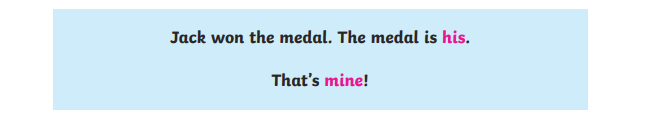 Jack won the medal. The medal is his.
That's mine!